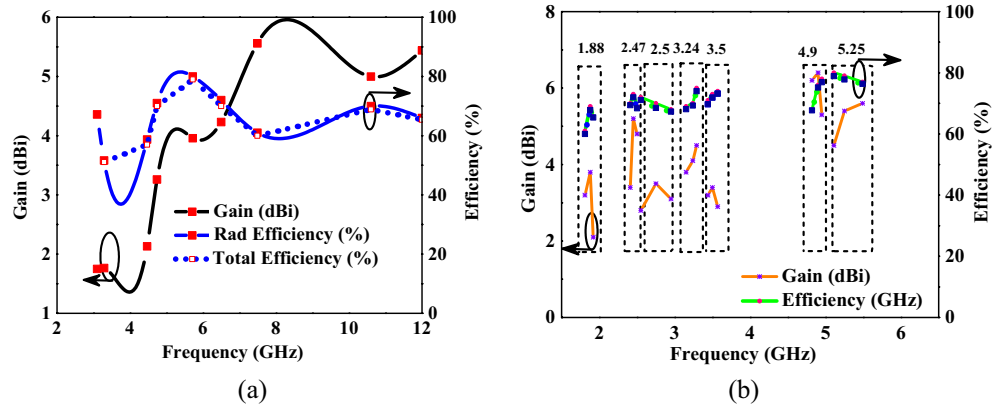 (a)
6
5
4
3
2
1
Gain (dBi)
100
80
60
40
20
0
Efficiency (%)
Gain (dBi)
Rad Efficiency (%)
Total Efficiency (%)
2 4 6 8 10 12
Frequency (GHz)
(a)
(b)
8
6
4
2
0
Gain (dBi)
100
80
60
40
20
0
Efficiency (%)
1.88 2.47 2.5 3.24 3.5 4.9 5.25
Gain (dBi)
Efficiency (GHz)
2 3 4 5 6
Frequency (GHz)
(b)